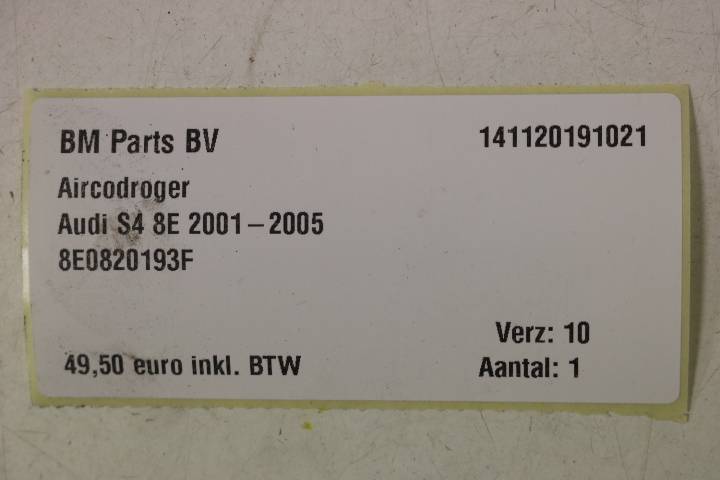 BM Parts BV 141120191021
Aircodroger
Audi S4 8E 2001-2005
8E0820193F
Verz: 10
49,50 euro inkl. BTW Aantal: 1